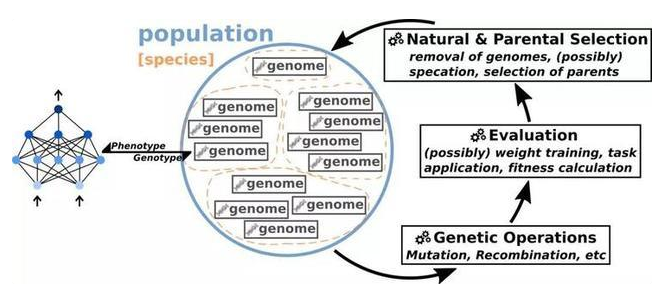 population
[species]
genome
genome
genome
genome
genome
genome
genome
genome
genome
genome
genome
genome
Phenotype
Genotype
Natural & Parental Selection
removal of genomes, (possibly)
specation, selection of parents
Evaluation
(possibly) weight training, task
application, fitness calculation
Genetic Operations
Mutation, Recombination, etc